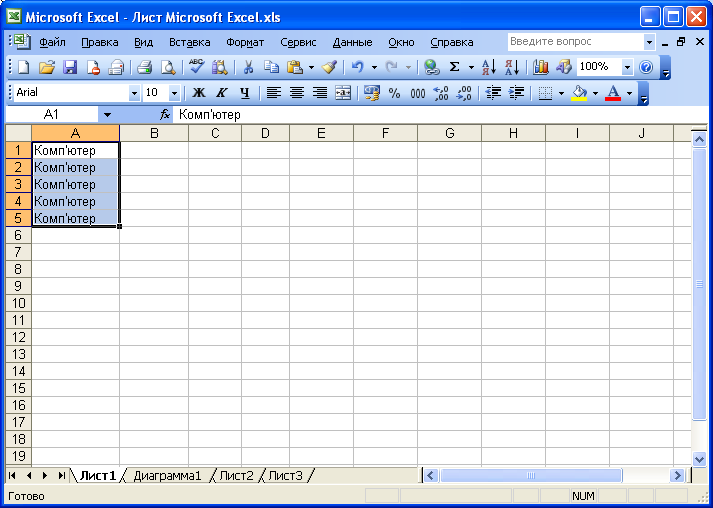 Microsoft Excel - Лист Microsoft Excel.xls
Файл Правка Вид Вставка Формат Сервис Данные Окно Справка Введите вопрос
Σ А Я Я А 100% ?
Arial 10 Ж К Ч % 000 A
A1 fx Комп'ютер
A B C D E F G H I J
1 Комп'ютер
2 Комп'ютер
3 Комп'ютер
4 Комп'ютер
5 Комп'ютер
6
7
8
9
10
11
12
13
14
15
16
17
18
19
Лист1 Диаграмма1 Лист2 Лист3
Готово NUM